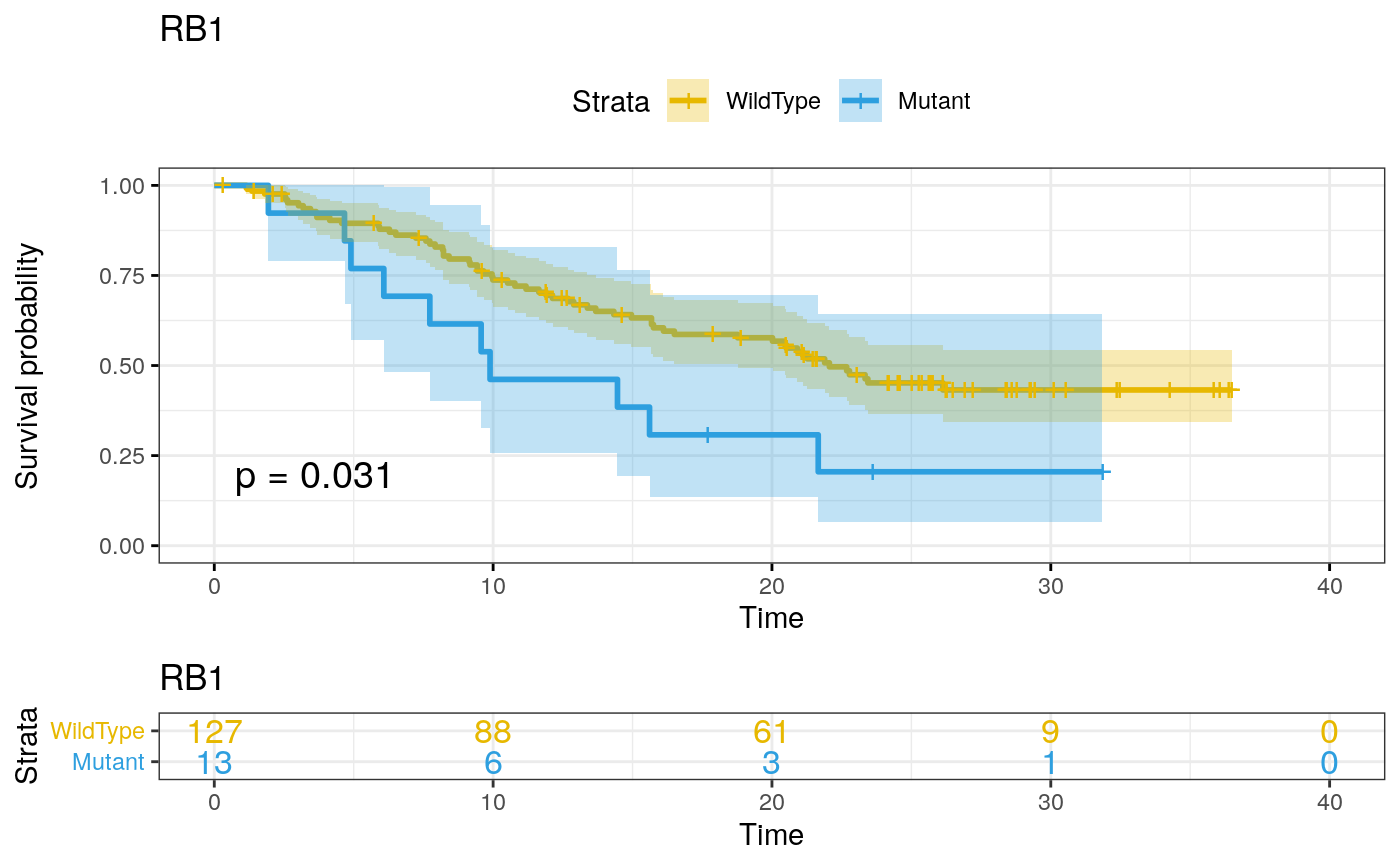 RB1
Strata WildType Mutant
Survival probability
1.00
0.75
0.50
0.25
0.00
p = 0.031
0 10 20 30 40
Time
RB1
Strata
WildType 127 88 61 9 0
Mutant 13 6 3 1 0
0 10 20 30 40
Time